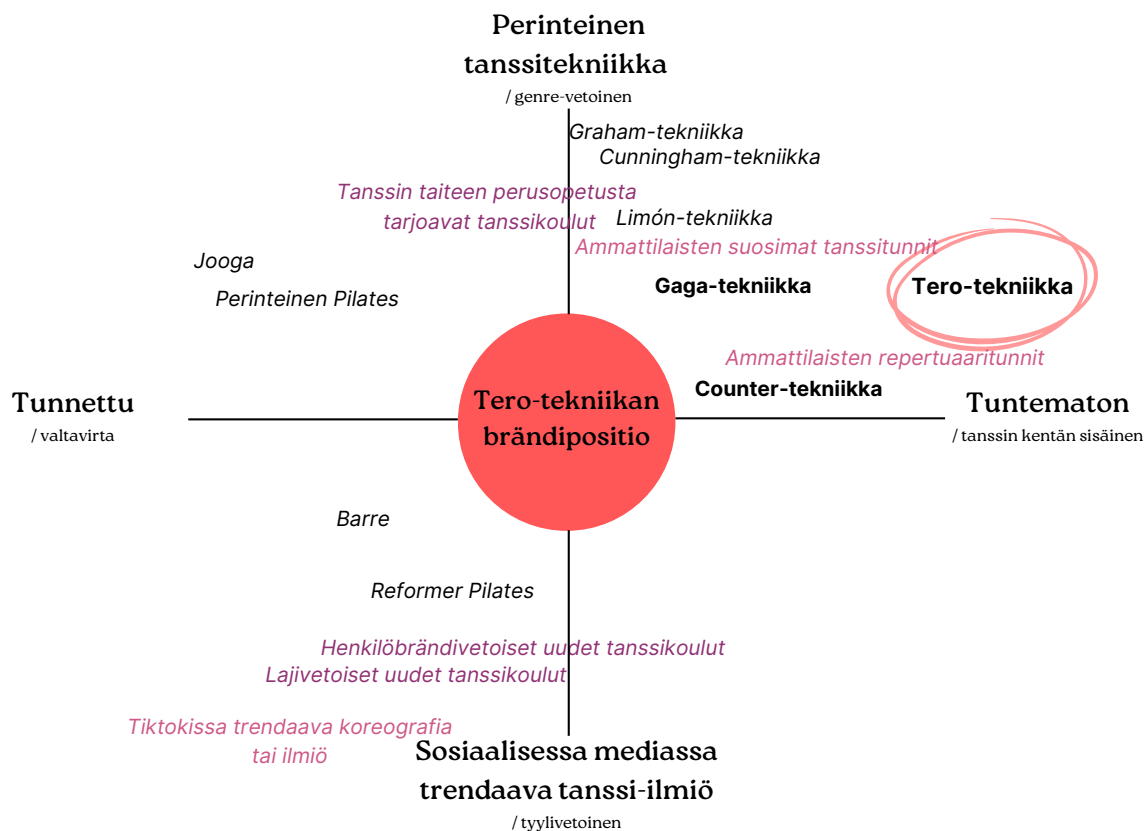 Perinteinen
tanssitekniikka
/ genre-vetoinen
Graham-tekniikka
Cunningham-tekniikka
Tanssin taiteen perusopetusta
tarjoavat tanssikoulut
Limón-tekniikka
Ammattilaisten suosimat tanssitunnit
Jooga
Perinteinen Pilates
Gaga-tekniikka
Tero-tekniikka
Ammattilaisten repertuaaritunnit
Counter-tekniikka
Tunnettu
/ valtavirta
Tero-tekniikan
brändipositio
Tuntematon
/ tanssin kentän sisäinen
Barre
Reformer Pilates
Henkilöbrändivetoiset uudet tanssikoulut
Lajivetoiset uudet tanssikoulut
Tiktokissa trendaava koreografia
tai ilmiö
Sosiaalisessa mediassa
trendaava tanssi-ilmiö
/ tyylivetoinen